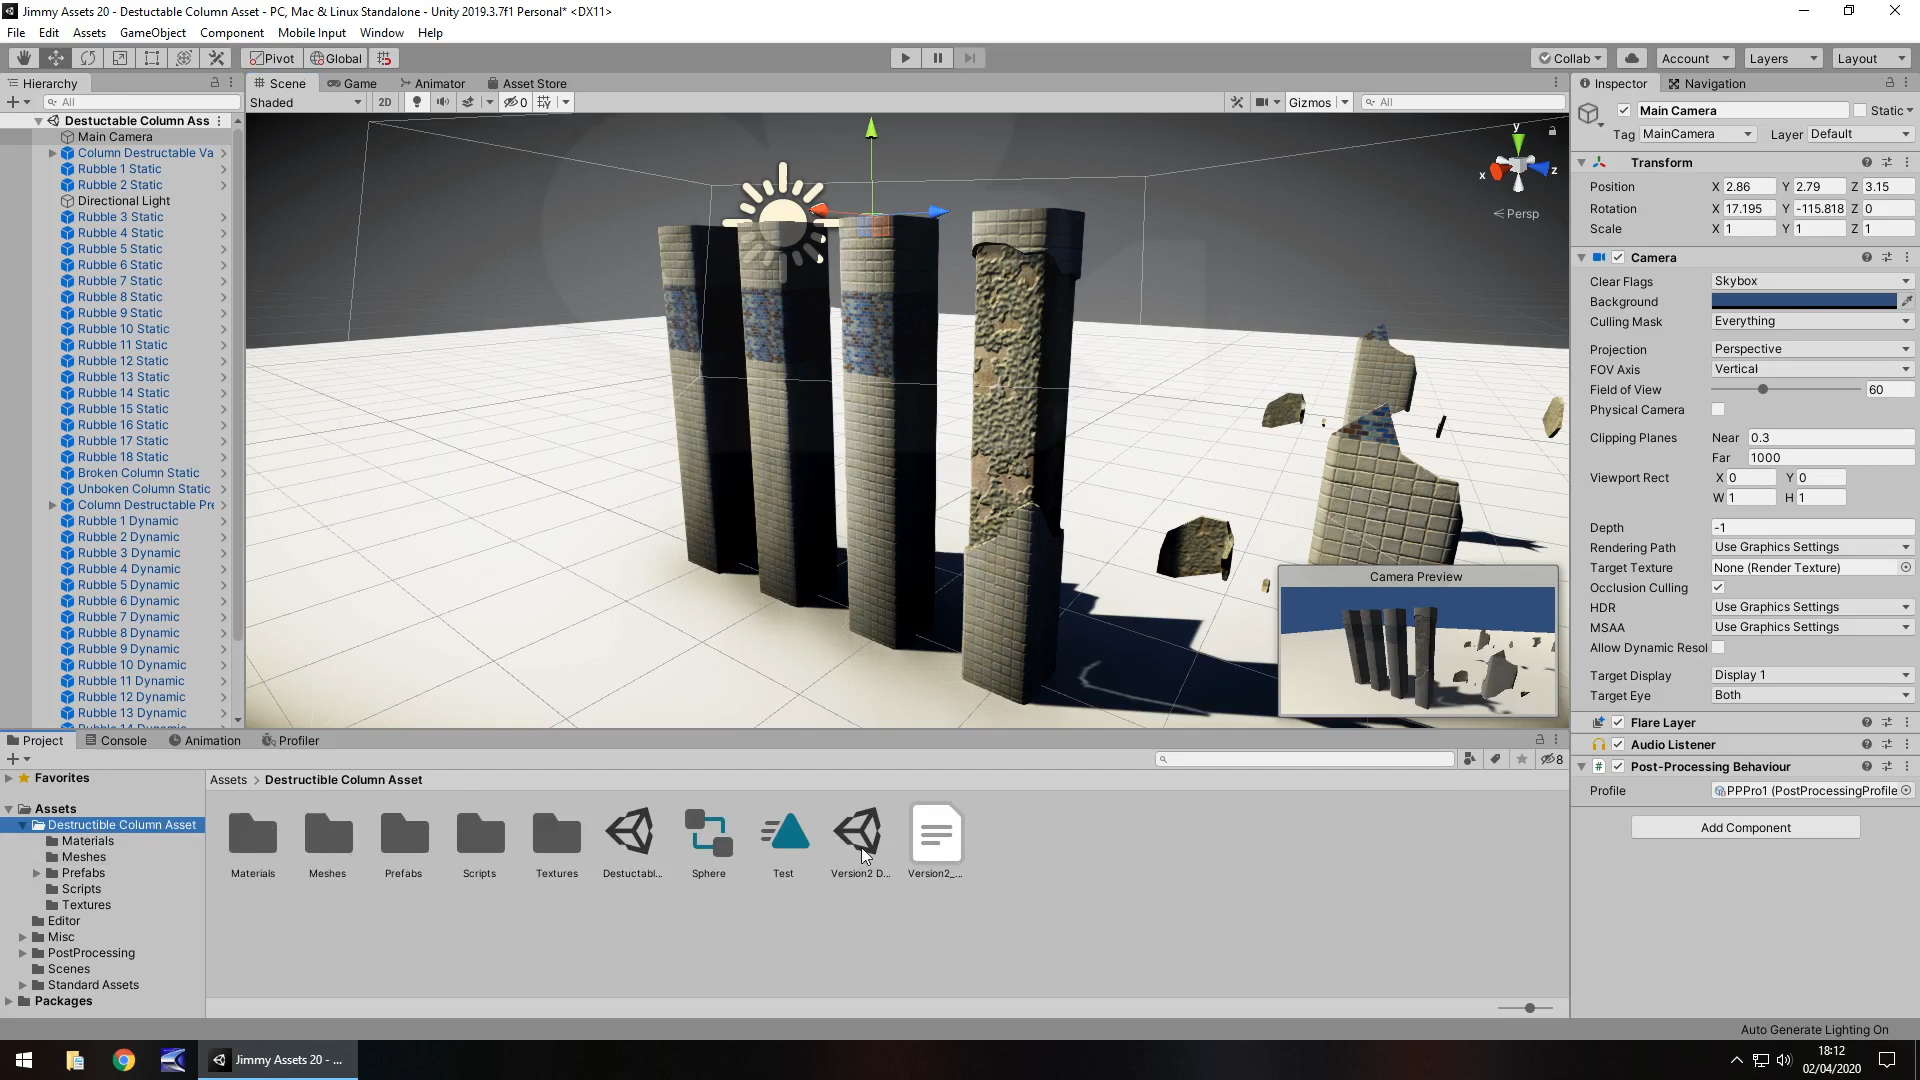 Jimmy Assets 20 - Destuctable Column Asset - PC, Mac & Linux Standalone - Unity 2019.3.7f1 Personal* <DX11>
File Edit Assets GameObject Component Mobile Input Window Help
Pivot Global Collab Account Layers Layout
Hierarchy
All
Destuctable Column Ass
Main Camera
Column Destructable Va
Rubble 1 Static
Rubble 2 Static
Directional Light
Rubble 3 Static
Rubble 4 Static
Rubble 5 Static
Rubble 6 Static
Rubble 7 Static
Rubble 8 Static
Rubble 9 Static
Rubble 10 Static
Rubble 11 Static
Rubble 12 Static
Rubble 13 Static
Rubble 14 Static
Rubble 15 Static
Rubble 16 Static
Rubble 17 Static
Rubble 18 Static
Broken Column Static
Unboken Column Static
Column Destructable Pre
Rubble 1 Dynamic
Rubble 2 Dynamic
Rubble 3 Dynamic
Rubble 4 Dynamic
Rubble 5 Dynamic
Rubble 6 Dynamic
Rubble 7 Dynamic
Rubble 8 Dynamic
Rubble 9 Dynamic
Rubble 10 Dynamic
Rubble 11 Dynamic
Rubble 12 Dynamic
Rubble 13 Dynamic
Scene Game Animator Asset Store
Shaded 2D 0 Gizmos All
y
x z
Persp
Camera Preview
Inspector Navigation
Main Camera Static
Tag MainCamera Layer Default
Transform
Position X 2.86 Y 2.79 Z 3.15
Rotation X 17.195 Y -115.818 Z 0
Scale X 1 Y 1 Z 1
Camera
Clear Flags Skybox
Background
Culling Mask Everything
Projection Perspective
FOV Axis Vertical
Field of View 60
Physical Camera
Clipping Planes Near 0.3
Far 1000
Viewport Rect X 0 Y 0
W 1 H 1
Depth -1
Rendering Path Use Graphics Settings
Target Texture None (Render Texture)
Occlusion Culling
HDR Use Graphics Settings
MSAA Use Graphics Settings
Allow Dynamic Resol
Target Display Display 1
Target Eye Both
Flare Layer
Audio Listener
# Post-Processing Behaviour
Profile PPPro1 (PostProcessingProfile
Add Component
Project Console Animation Profiler
8
Favorites
Assets
Destructible Column Asset
Materials
Meshes
Prefabs
Scripts
Textures
Editor
Misc
PostProcessing
Scenes
Standard Assets
Packages
Assets > Destructible Column Asset
Materials Meshes Prefabs Scripts Textures Destuctabl... Sphere Test Version2 D... Version2_...
Auto Generate Lighting On
Jimmy Assets 20 - ...
18:12
02/04/2020